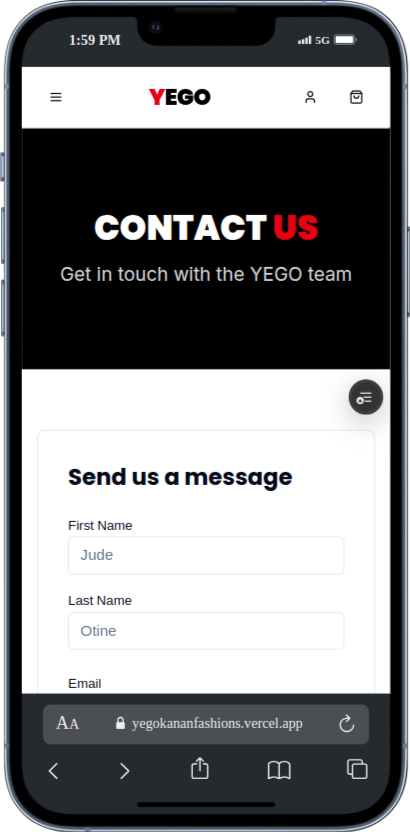 1:59 PM
5G
YEGO
CONTACT US
Get in touch with the YEGO team
Send us a message
First Name
Jude
Last Name
Otine
Email
AA
yegokananfashions.vercel.app